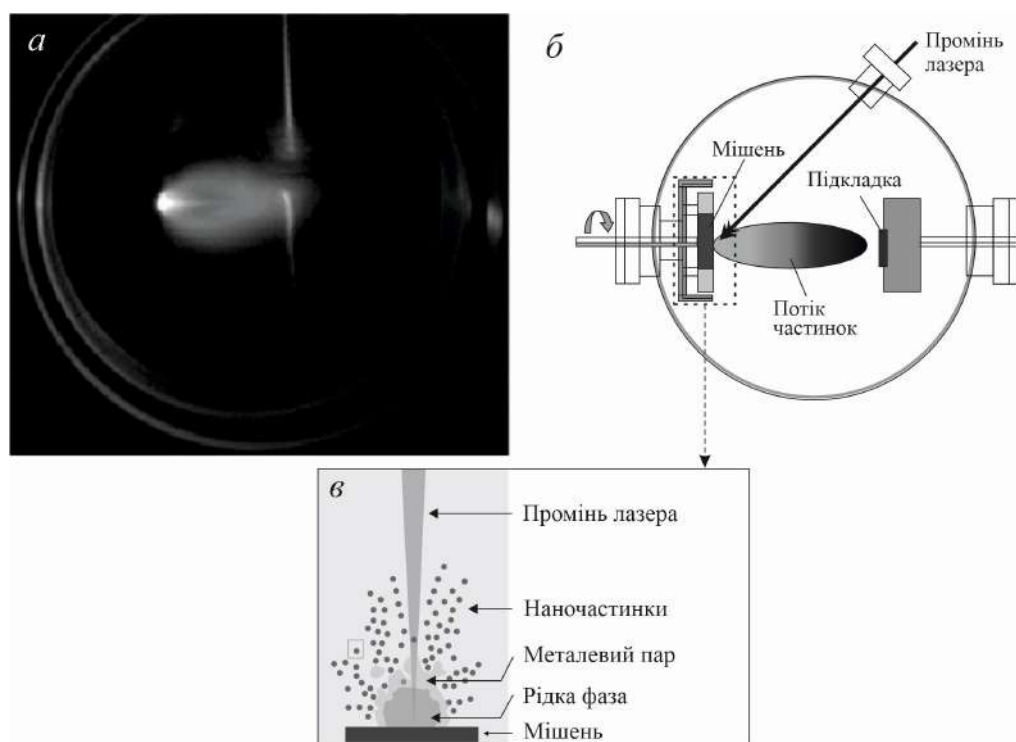 а
б
Промінь
лазера
Мішень
Підкладка
Потік
частинок
в
Промінь лазера
Наночастинки
Металевий пар
Рідка фаза
Мішень